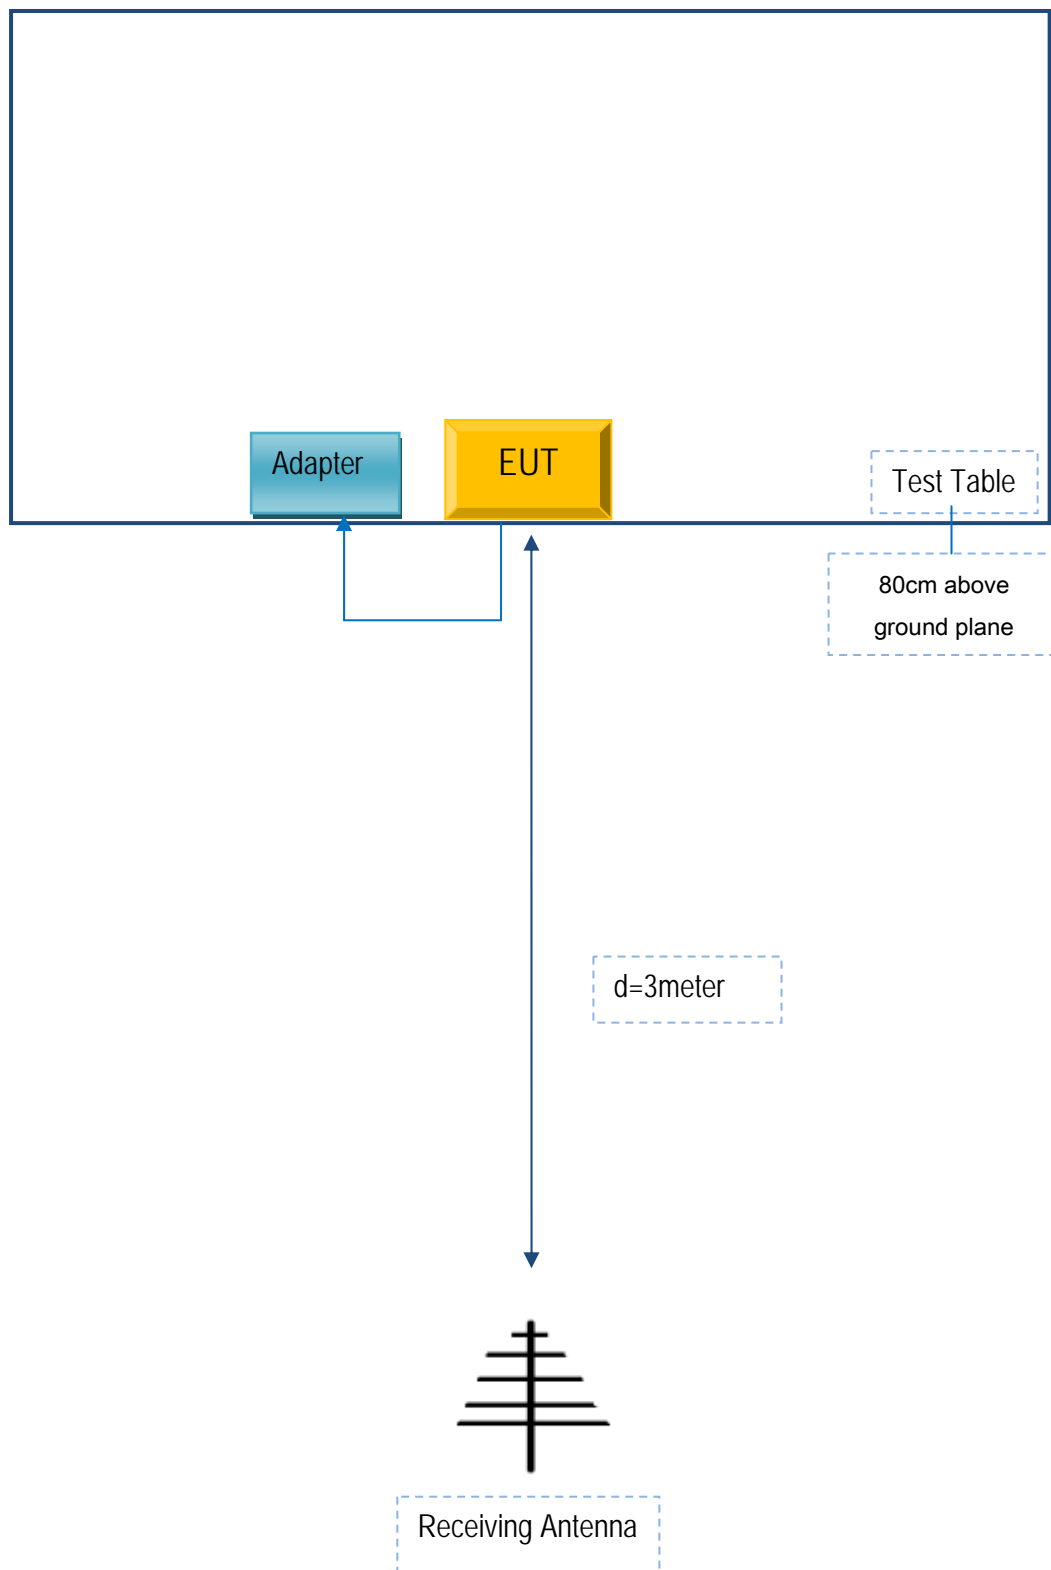 Adapter
EUT
Test Table
80cm above
ground plane
d=3meter
Receiving Antenna